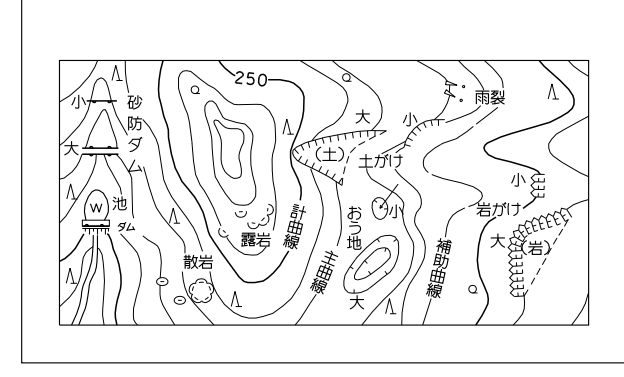 250
小
砂防ダム
大
W
池
ダム
散岩
露岩
計曲線
主曲線
大
(土)
土がけ
小
雨裂
小
おう地
大
補助曲線
小
岩がけ
大
(岩)